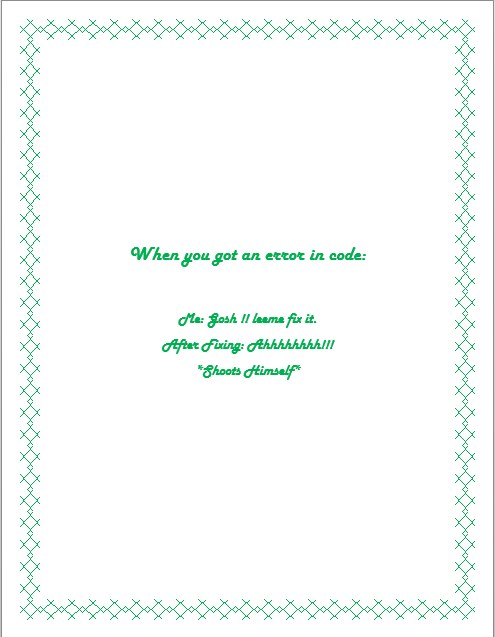 When you got an error in code:
Me: Gosh !! leeme fix it.
After Fixing: Ahhhhhhhh!!!
*Shoots Himself*